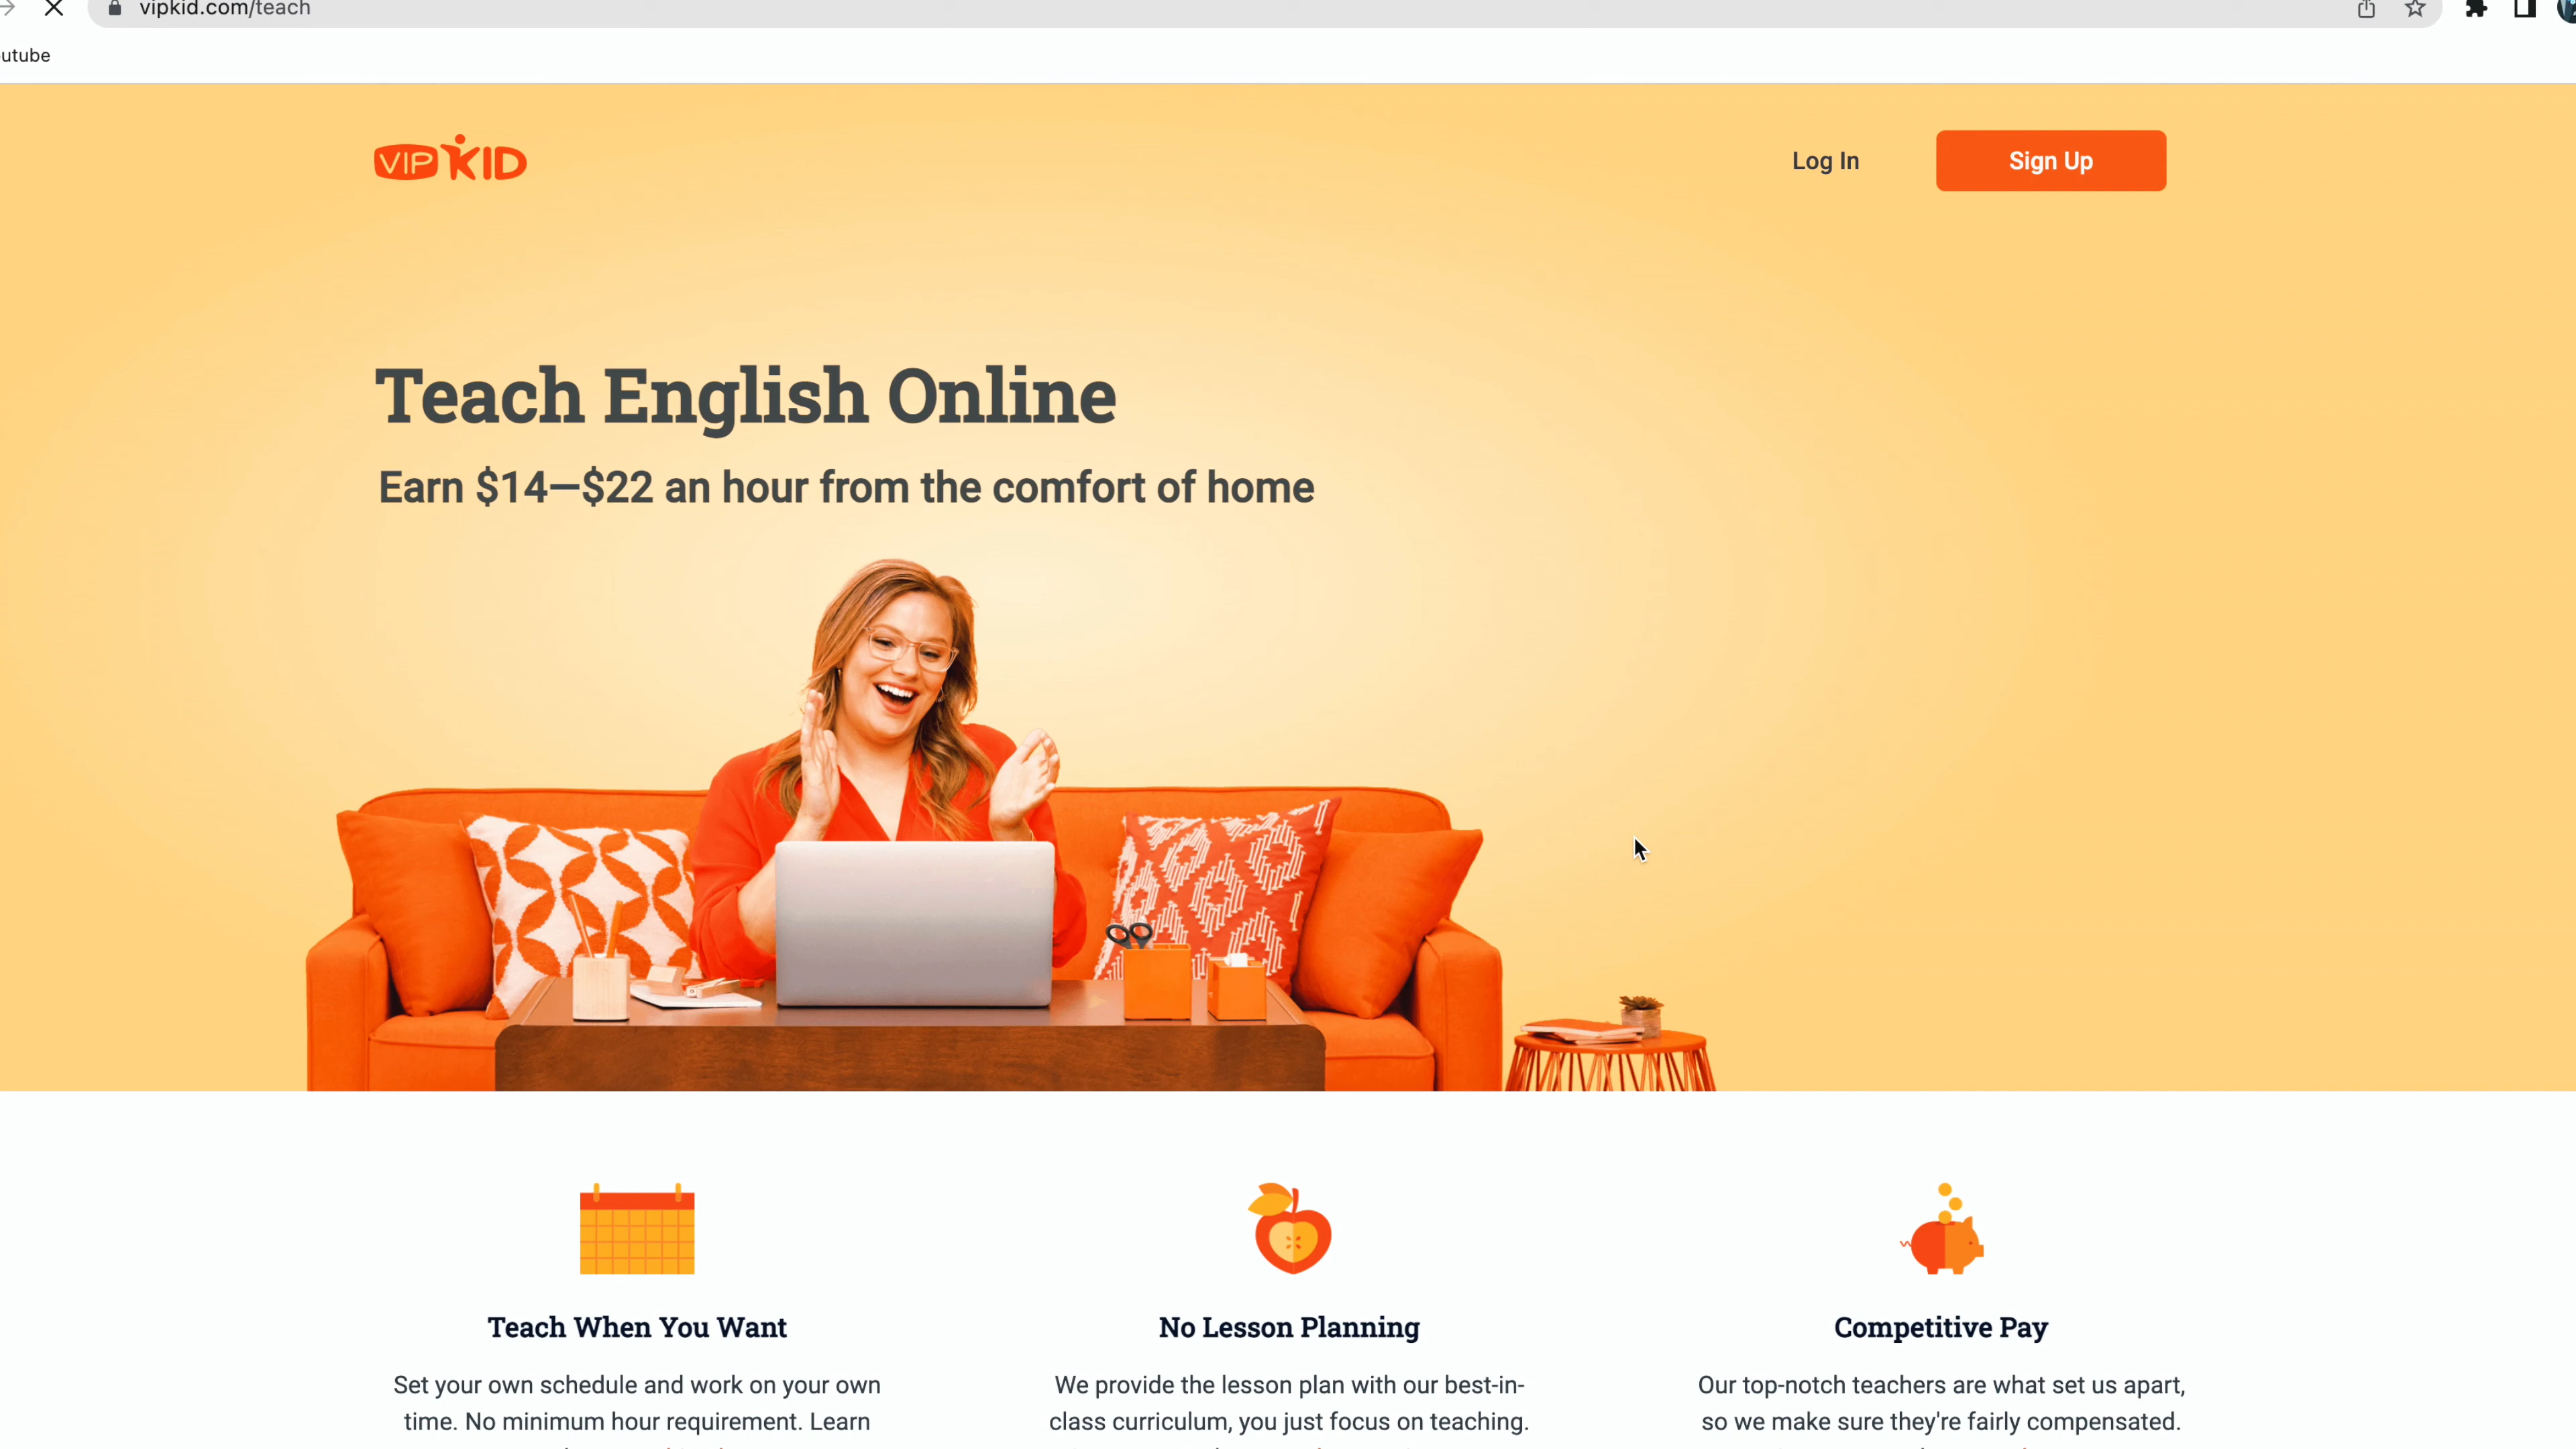 vipkid.com/teach
utube
VIPKID
Log In
Sign Up
Teach English Online
Earn $14—$22 an hour from the comfort of home
Teach When You Want
Set your own schedule and work on your own
time. No minimum hour requirement. Learn
No Lesson Planning
We provide the lesson plan with our best-in-
class curriculum, you just focus on teaching.
Competitive Pay
Our top-notch teachers are what set us apart,
so we make sure they're fairly compensated.